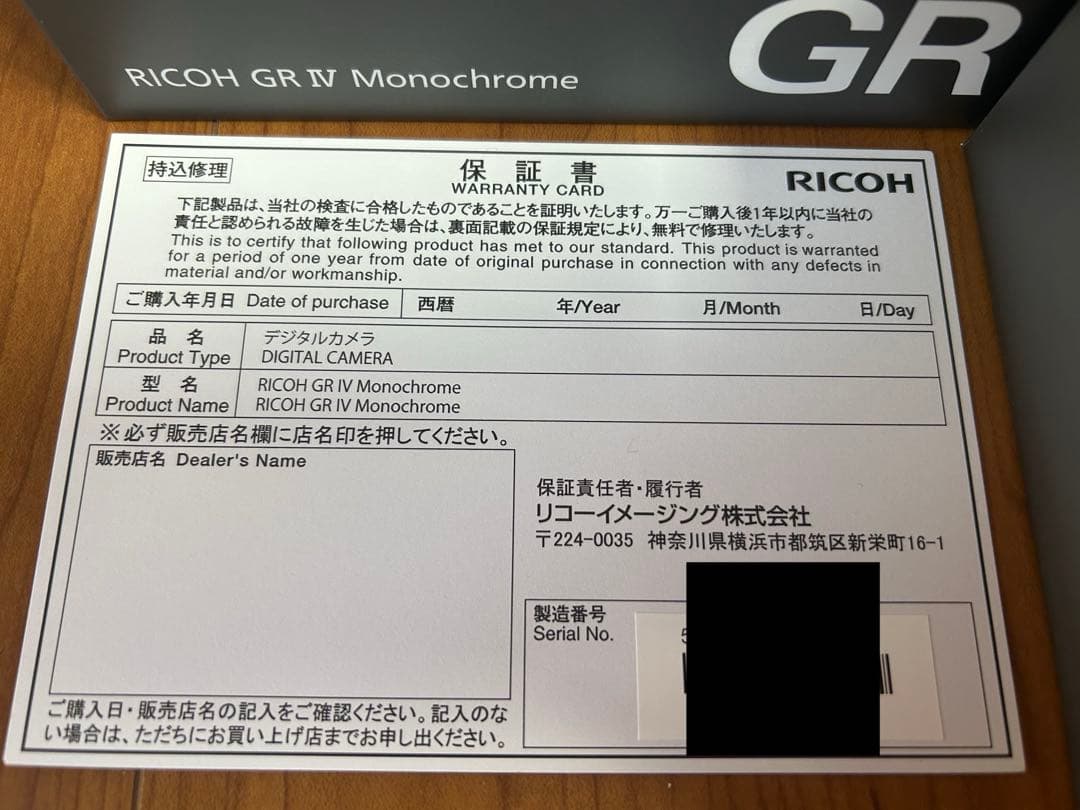 RICOH GR IV Monochrome
GR
持込修理
保証書
WARRANTY CARD
RICOH
下記製品は、当社の検査に合格したものであることを証明いたします。万一ご購入後1年以内に当社の
責任と認められる故障を生じた場合は、裏面記載の保証規定により、無料で修理いたします。
This is to certify that following product has met to our standard. This product is warranted
for a period of one year from date of original purchase in connection with any defects in
material and/or workmanship.
ご購入年月日 Date of purchase 西暦 年/Year 月/Month 日/Day
品 名 デジタルカメラ
Product Type DIGITAL CAMERA
型 名 RICOH GR IV Monochrome
Product Name RICOH GR IV Monochrome
※必ず販売店名欄に店名印を押してください。
販売店名 Dealer's Name
保証責任者・履行者
リコーイメージング株式会社
〒224-0035 神奈川県横浜市都筑区新栄町16-1
製造番号
Serial No.
ご購入日・販売店名の記入をご確認ください。記入のな
い場合は、ただちにお買い上げ店までお申し出ください。